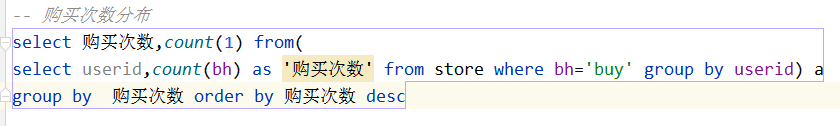 -- 购买次数分布
select 购买次数,count(1) from(
select userid,count(bh) as '购买次数' from store where bh='buy' group by userid) a
group by  购买次数 order by 购买次数 desc